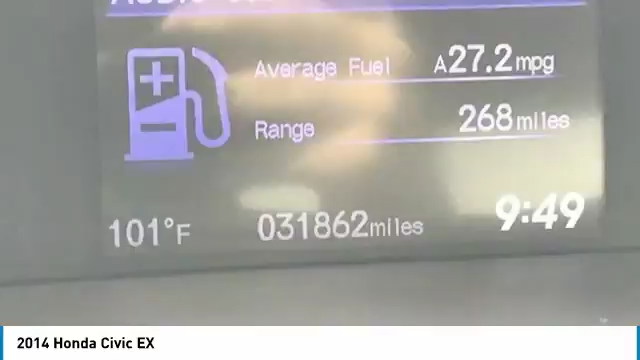 Average Fuel A27.2mpg
Range 268miles
101°F 031862miles 9:49
2014 Honda Civic EX